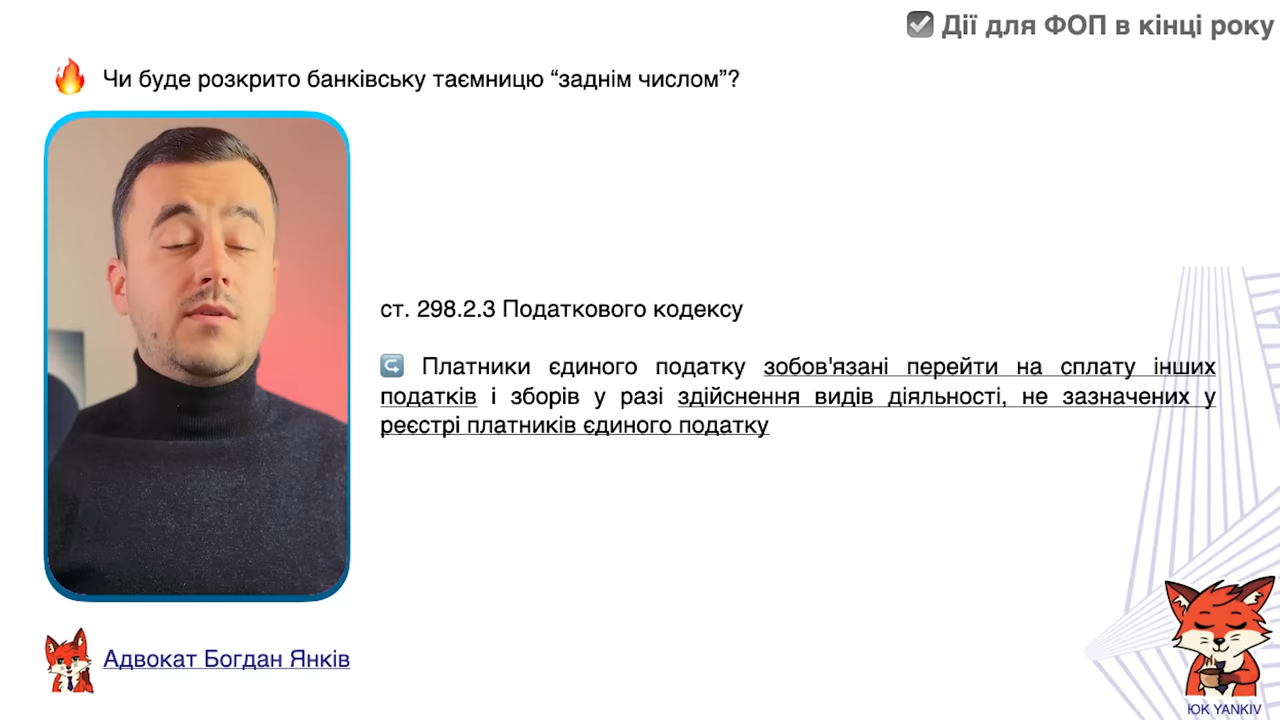 Дії для ФОП в кінці року
Чи буде розкрито банківську таємницю “заднім числом”?
ст. 298.2.3 Податкового кодексу
Платники єдиного податку зобов'язані перейти на сплату інших
податків і зборів у разі здійснення видів діяльності, не зазначених у
реєстрі платників єдиного податку
Адвокат Богдан Янків
ЮК YANKIV